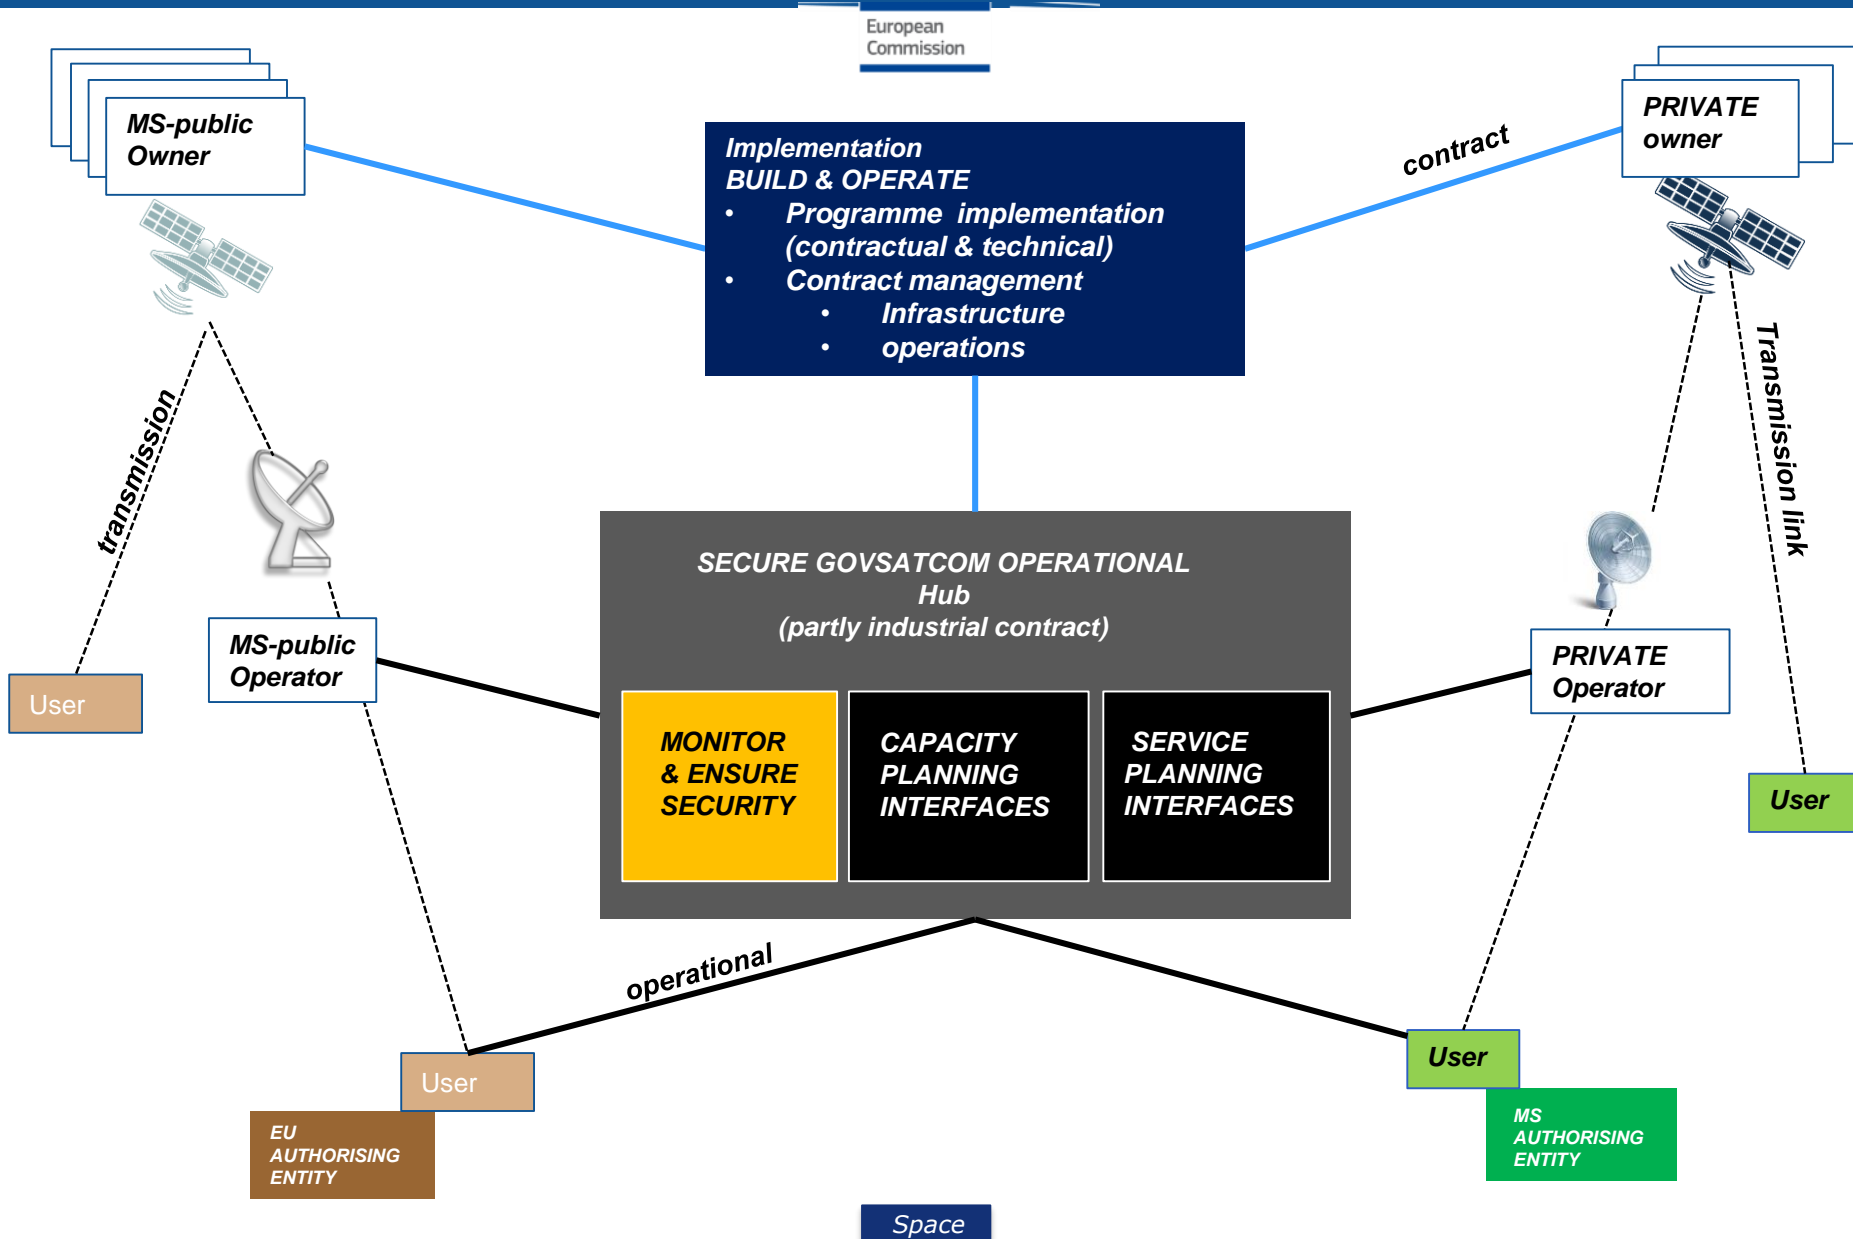 European
Commission
MS-public
Owner
Implementation
BUILD & OPERATE
• Programme implementation
(contractual & technical)
• Contract management
• Infrastructure
• operations
contract
PRIVATE
owner
transmission
Transmission link
SECURE GOVSATCOM OPERATIONAL
Hub
(partly industrial contract)
MS-public
Operator
PRIVATE
Operator
User
MONITOR
& ENSURE
SECURITY
CAPACITY
PLANNING
INTERFACES
SERVICE
PLANNING
INTERFACES
User
operational
User
User
EU
AUTHORISING
ENTITY
MS
AUTHORISING
ENTITY
Space